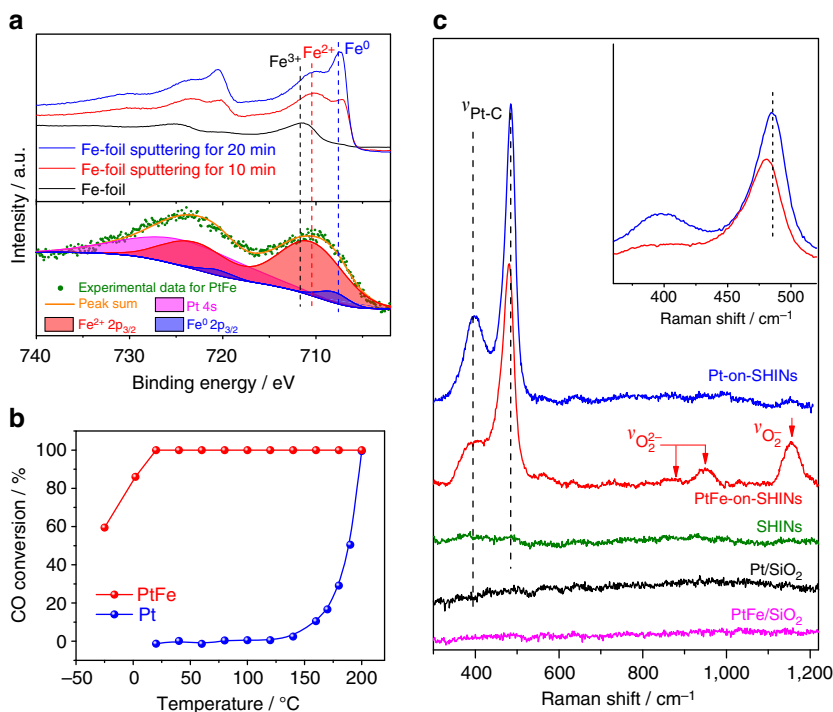 a
Fe3+
Fe2+
Fe0
Fe-foil sputtering for 20 min
Fe-foil sputtering for 10 min
Fe-foil
Intensity / a.u.
Experimental data for PtFe
Peak sum
Pt 4s
Fe2+ 2p3/2
Fe0 2p3/2
740
730
720
710
Binding energy / eV
b
CO conversion / %
100
80
60
40
20
0
PtFe
Pt
−50
0
50
100
150
200
Temperature / °C
c
νPt-C
400
450
500
Raman shift / cm−1
Pt-on-SHINs
νO22−
νO2−
PtFe-on-SHINs
SHINs
Pt/SiO2
PtFe/SiO2
400
600
800
1,000
1,200
Raman shift / cm−1